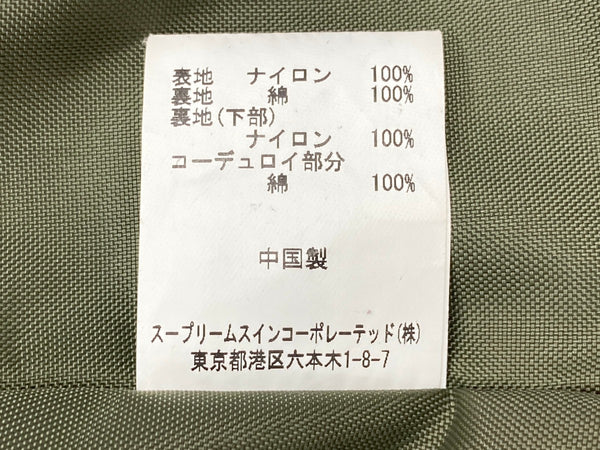 表地　ナイロン　100%
裏地　綿　100%
裏地(下部)
ナイロン　100%
コーデュロイ部分
綿　100%
中国製
スープリームスインコーポレーテッド(株)
東京都港区六本木1-8-7